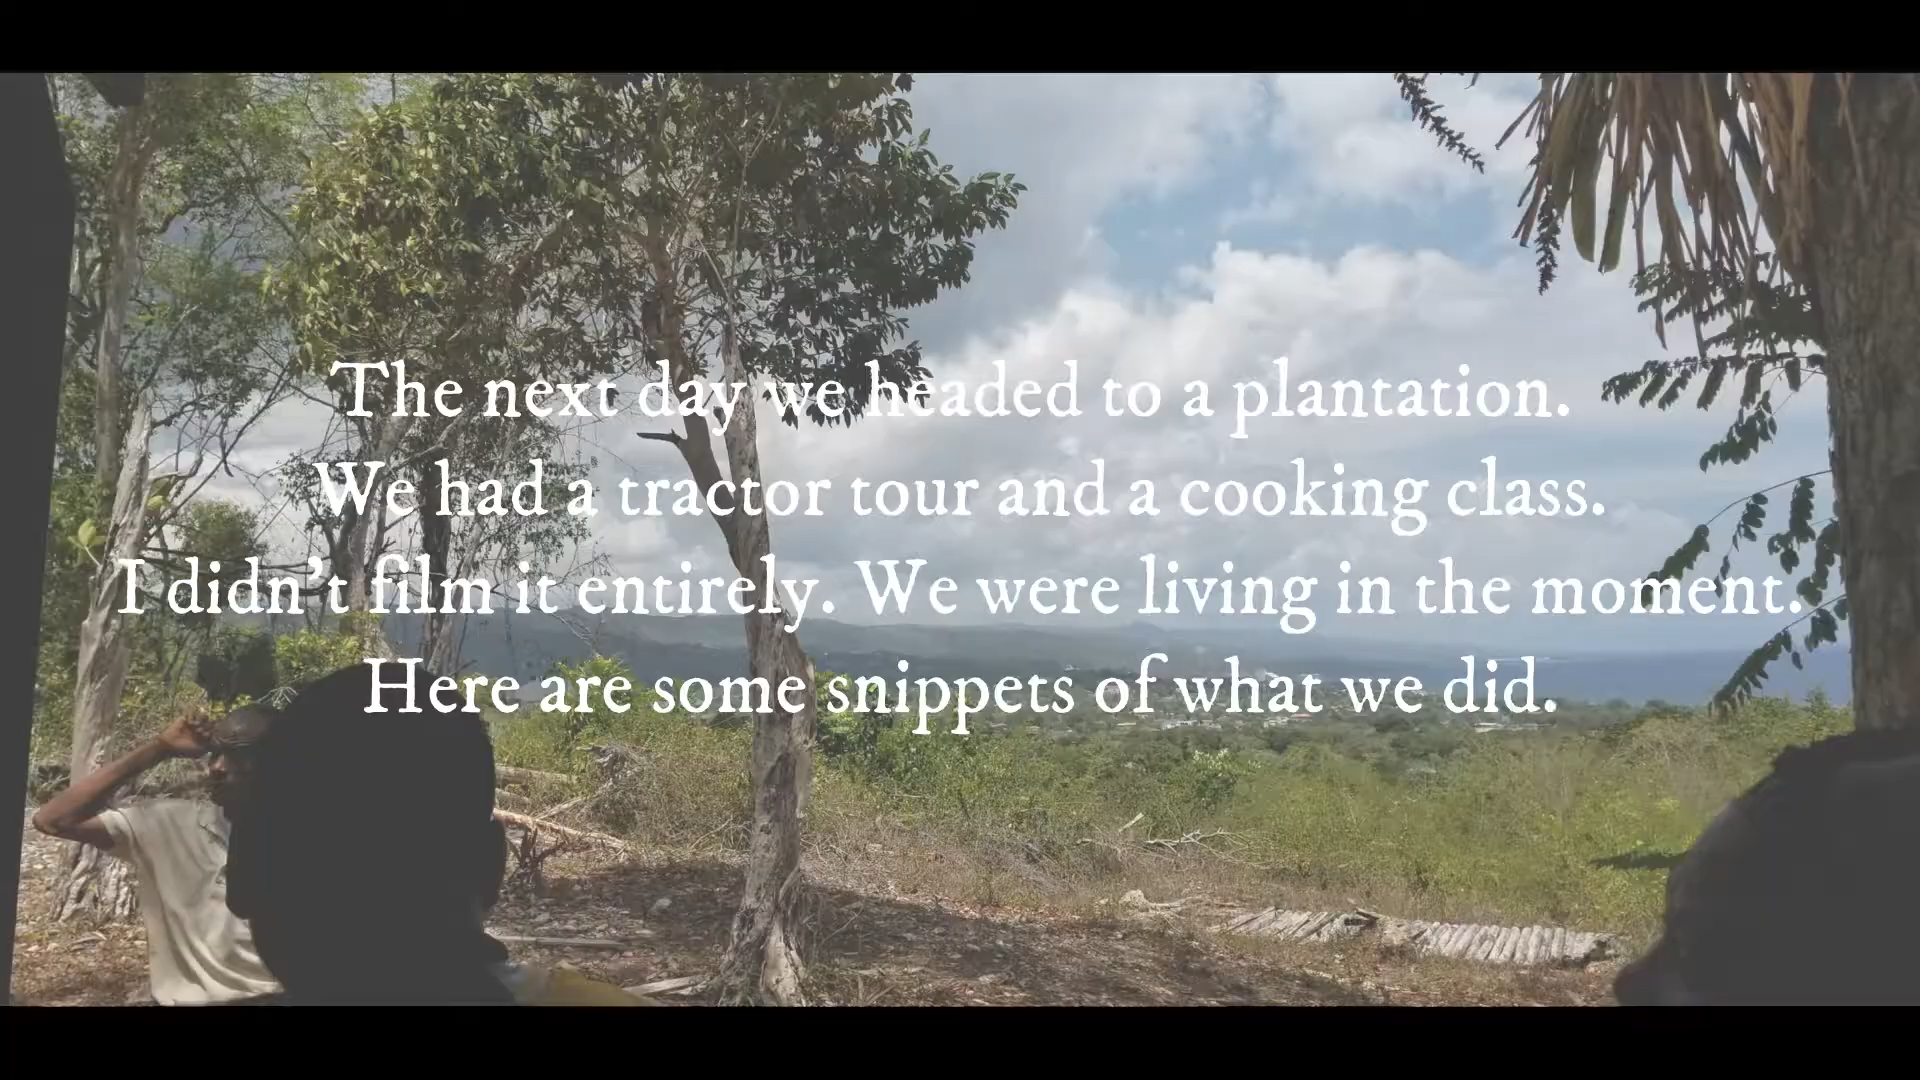 The next day we headed to a plantation.
We had a tractor tour and a cooking class.
I didn't film it entirely. We were living in the moment.
Here are some snippets of what we did.